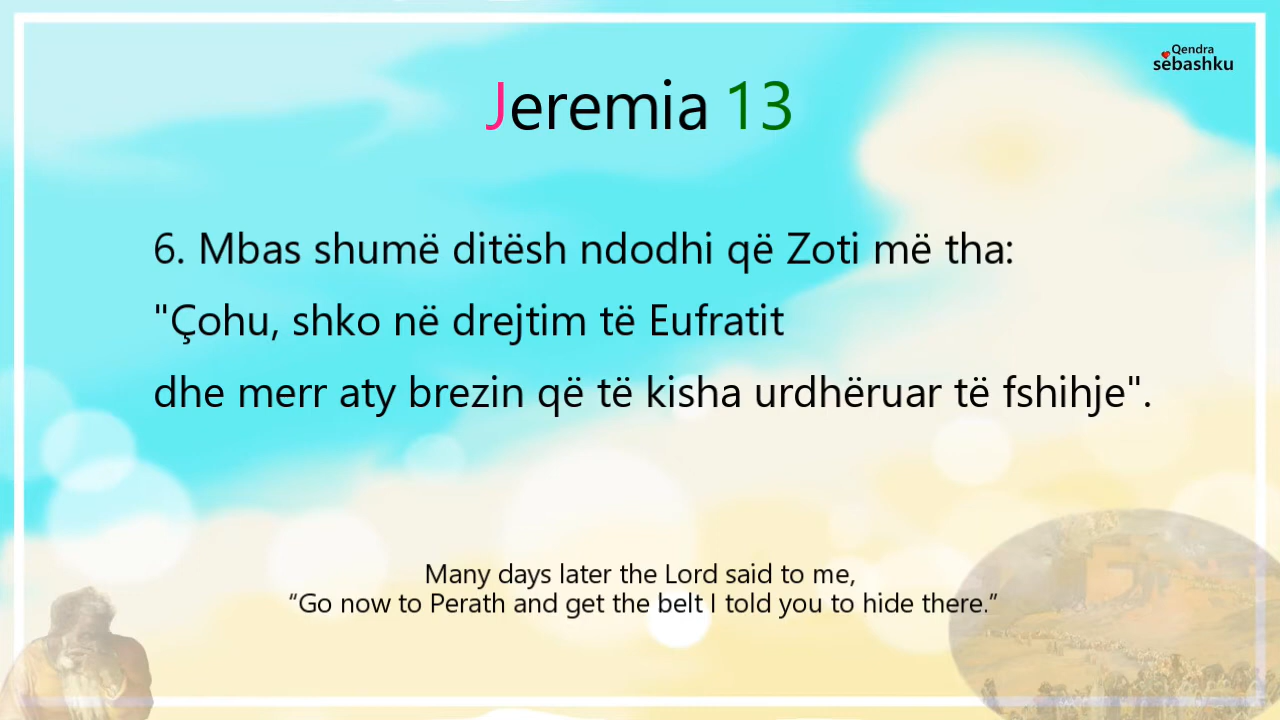 Qendra
sëbashku
Jeremia 13
6. Mbas shumë ditësh ndodhi që Zoti më tha:
"Çohu, shko në drejtim të Eufratit
dhe merr aty brezin që të kisha urdhëruar të fshihje".
Many days later the Lord said to me,
“Go now to Perath and get the belt I told you to hide there.”